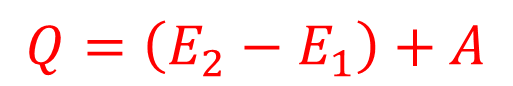 Q = (E₂ − E₁) + A